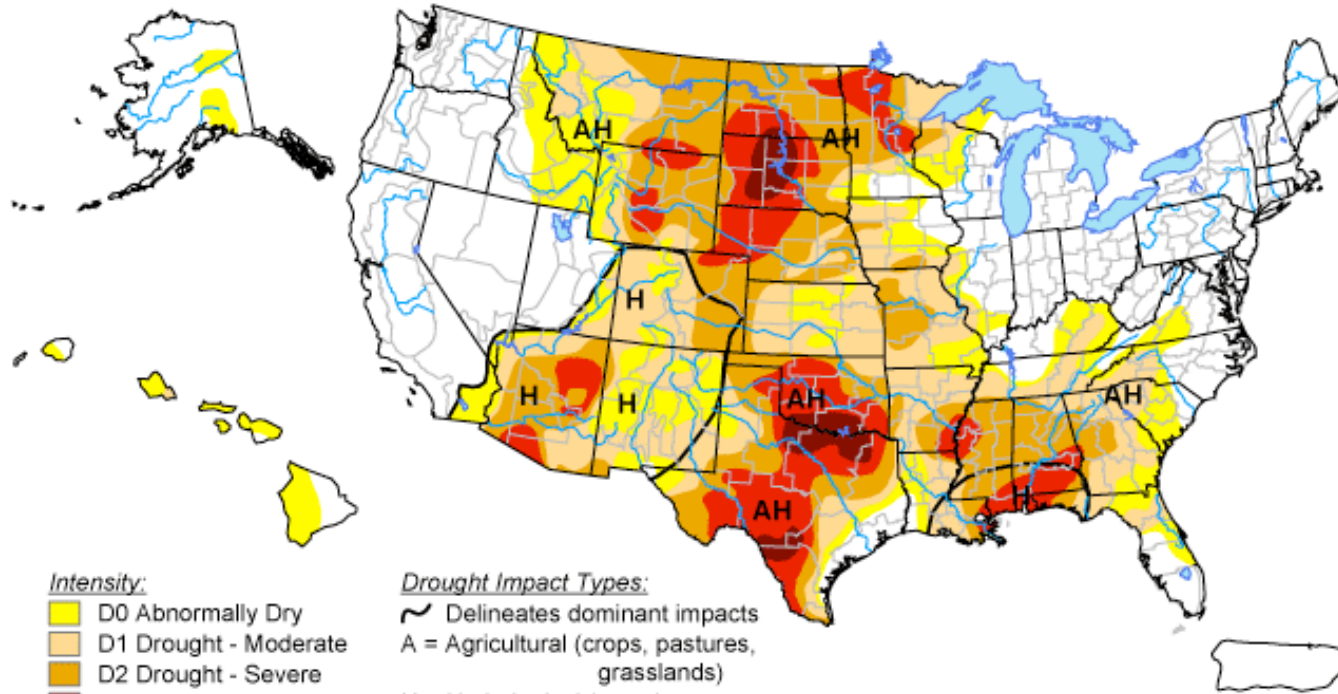 AH
AH
H
H
H
AH
AH
AH
H
Intensity:
D0 Abnormally Dry
D1 Drought - Moderate
D2 Drought - Severe
Drought Impact Types:
Delineates dominant impacts
A = Agricultural (crops, pastures,
grasslands)